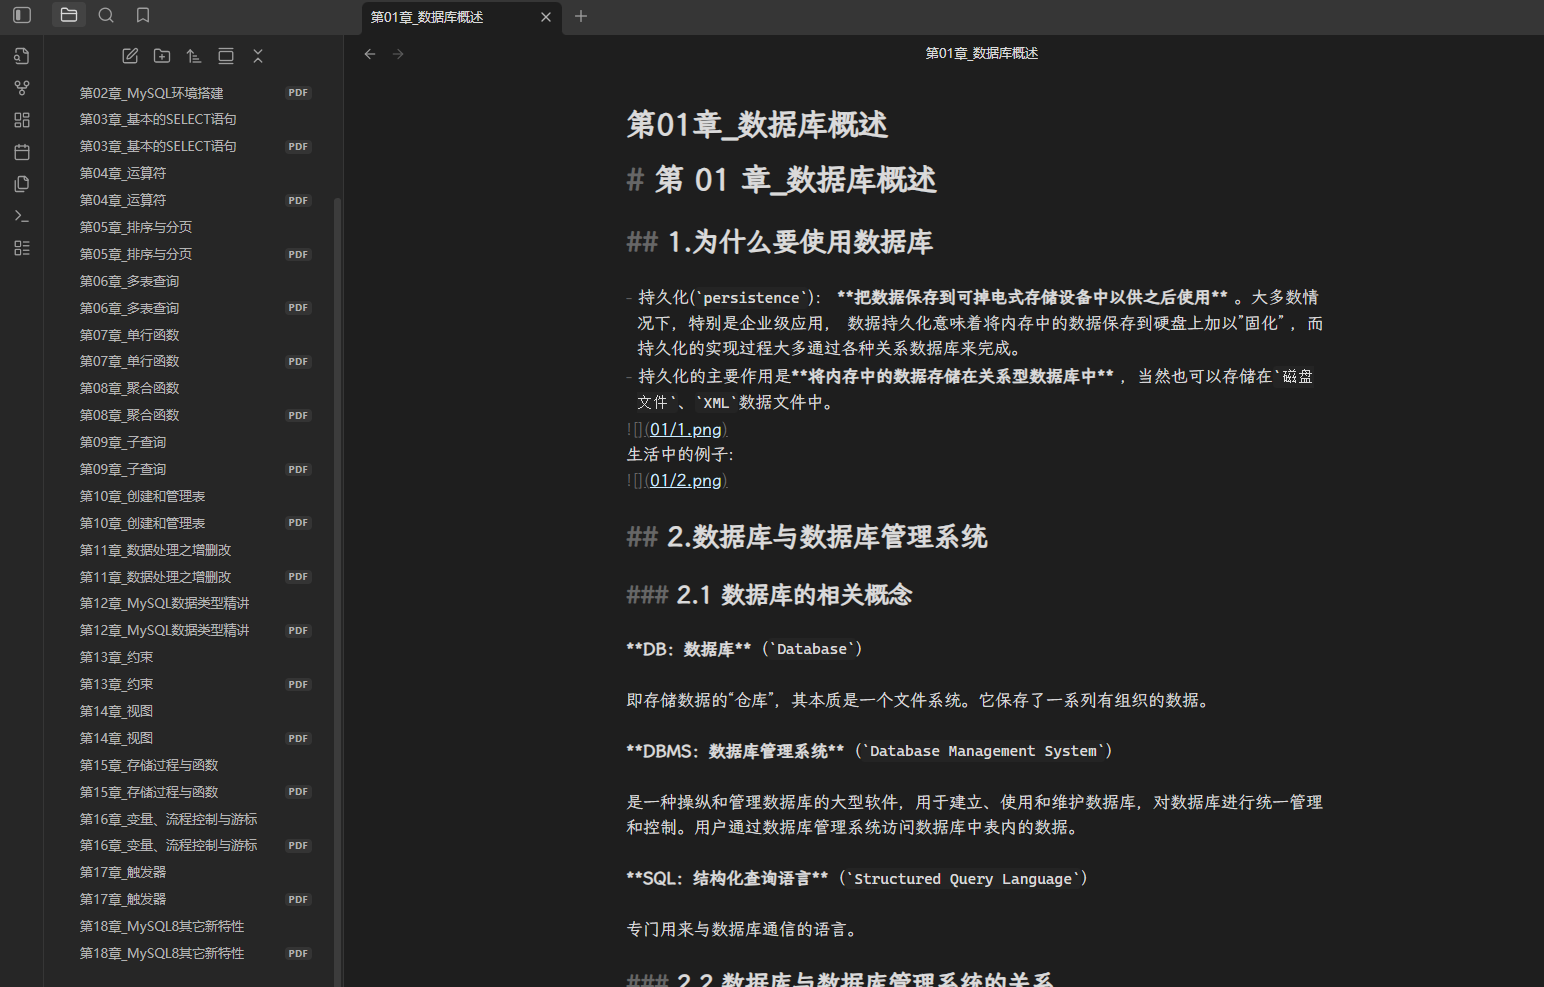 第01章_数据库概述
第02章_MySQL环境搭建 PDF
第03章_基本的SELECT语句
第03章_基本的SELECT语句 PDF
第04章_运算符
第04章_运算符 PDF
第05章_排序与分页
第05章_排序与分页 PDF
第06章_多表查询
第06章_多表查询 PDF
第07章_单行函数
第07章_单行函数 PDF
第08章_聚合函数
第08章_聚合函数 PDF
第09章_子查询
第09章_子查询 PDF
第10章_创建和管理表
第10章_创建和管理表 PDF
第11章_数据处理之增删改
第11章_数据处理之增删改 PDF
第12章_MySQL数据类型精讲
第12章_MySQL数据类型精讲 PDF
第13章_约束
第13章_约束 PDF
第14章_视图
第14章_视图 PDF
第15章_存储过程与函数
第15章_存储过程与函数 PDF
第16章_变量、流程控制与游标
第16章_变量、流程控制与游标 PDF
第17章_触发器
第17章_触发器 PDF
第18章_MySQL8其它新特性
第18章_MySQL8其它新特性 PDF
第01章_数据库概述
第01章_数据库概述
# 第 01 章_数据库概述
## 1.为什么要使用数据库
- 持久化(`persistence`)： **把数据保存到可掉电式存储设备中以供之后使用** 。大多数情
况下，特别是企业级应用， 数据持久化意味着将内存中的数据保存到硬盘上加以”固化” ，而
持久化的实现过程大多通过各种关系数据库来完成。
- 持久化的主要作用是**将内存中的数据存储在关系型数据库中** ，当然也可以存储在`磁盘
文件`、`XML`数据文件中。
![](01/1.png)
生活中的例子：
![](01/2.png)
## 2.数据库与数据库管理系统
### 2.1 数据库的相关概念
**DB：数据库**（`Database`）
即存储数据的“仓库”，其本质是一个文件系统。它保存了一系列有组织的数据。
**DBMS：数据库管理系统**（`Database Management System`）
是一种操纵和管理数据库的大型软件，用于建立、使用和维护数据库，对数据库进行统一管理
和控制。用户通过数据库管理系统访问数据库中表内的数据。
**SQL：结构化查询语言**（`Structured Query Language`）
专门用来与数据库通信的语言。
### 2.2 数据库与数据库管理系统的关系